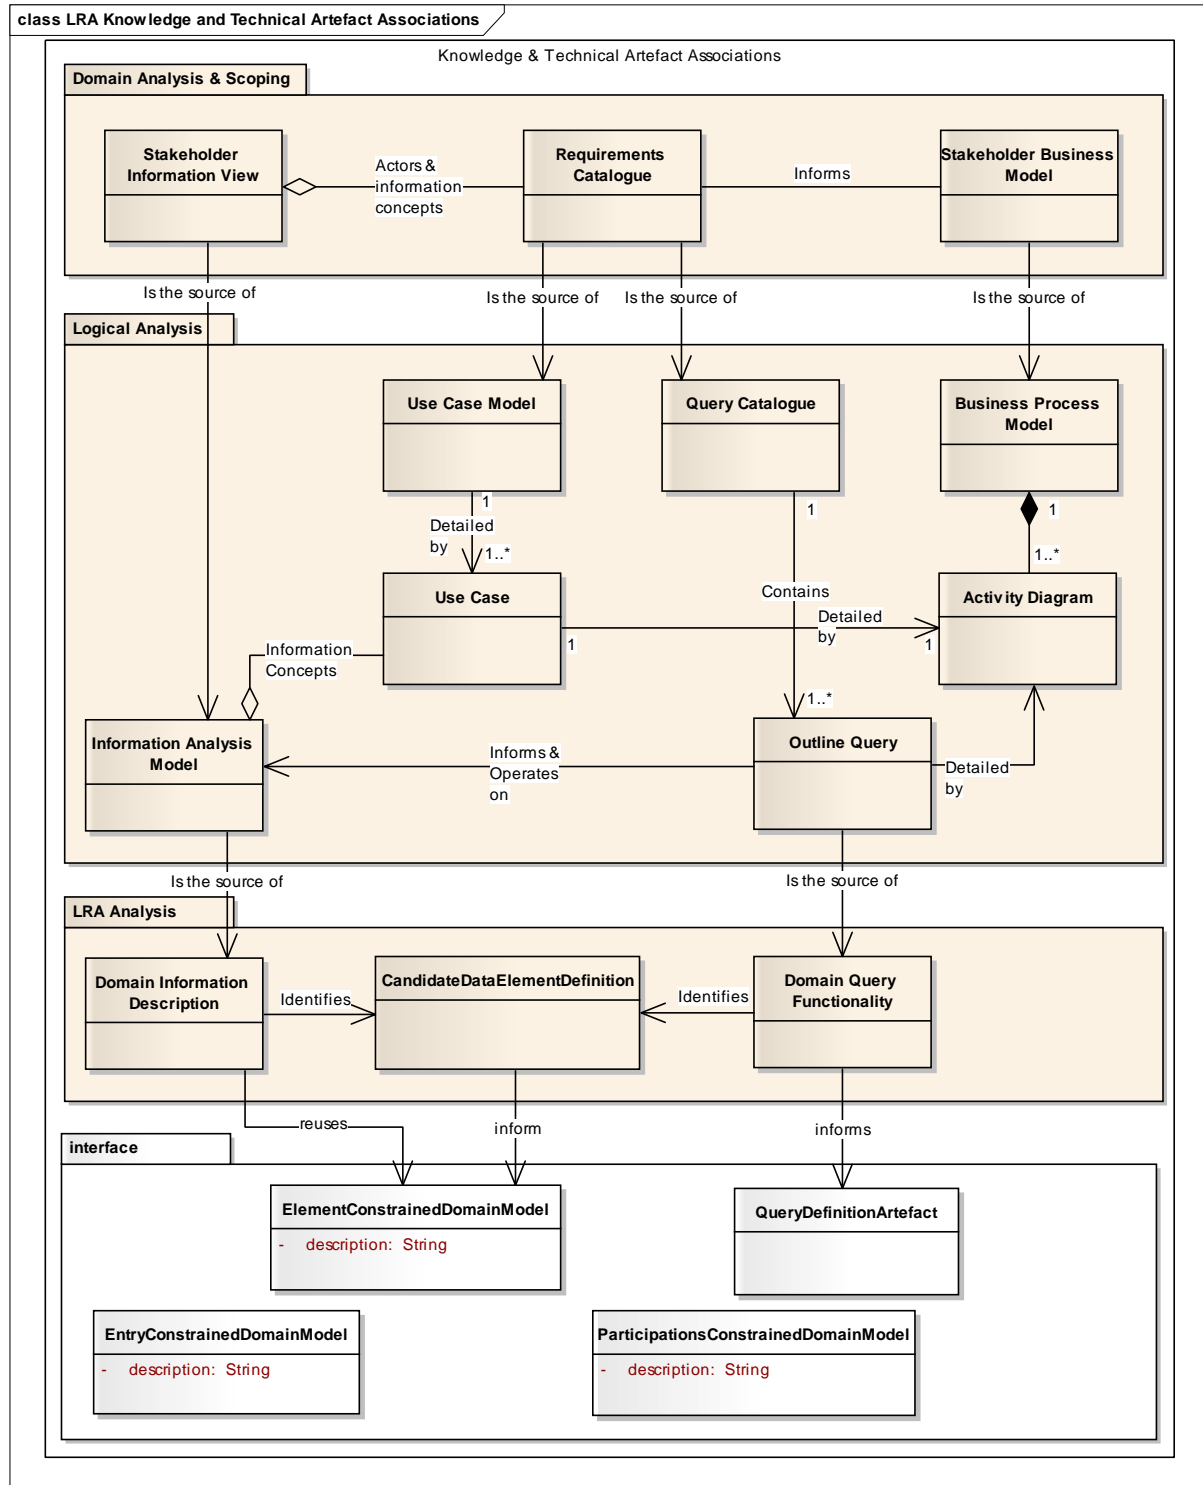 class LRA Knowledge and Technical Artefact Associations
Knowledge & Technical Artefact Associations
Domain Analysis & Scoping
Stakeholder
Information View
Actors &
information
concepts
Requirements
Catalogue
Informs
Stakeholder Business
Model
Is the source of
Is the source of
Is the source of
Is the source of
Logical Analysis
Use Case Model
Query Catalogue
Business Process
Model
1
Detailed
by
1..*
1
1
1..*
Use Case
Contains
Activity Diagram
1
Detailed
by
1
Information
Concepts
1..*
Information Analysis
Model
Informs &
Operates
on
Outline Query
Detailed
by
Is the source of
Is the source of
LRA Analysis
Domain Information
Description
Identifies
CandidateDataElementDefinition
Identifies
Domain Query
Functionality
reuses
inform
informs
interface
ElementConstrainedDomainModel
- description: String
QueryDefinitionArtefact
EntryConstrainedDomainModel
- description: String
ParticipationsConstrainedDomainModel
- description: String